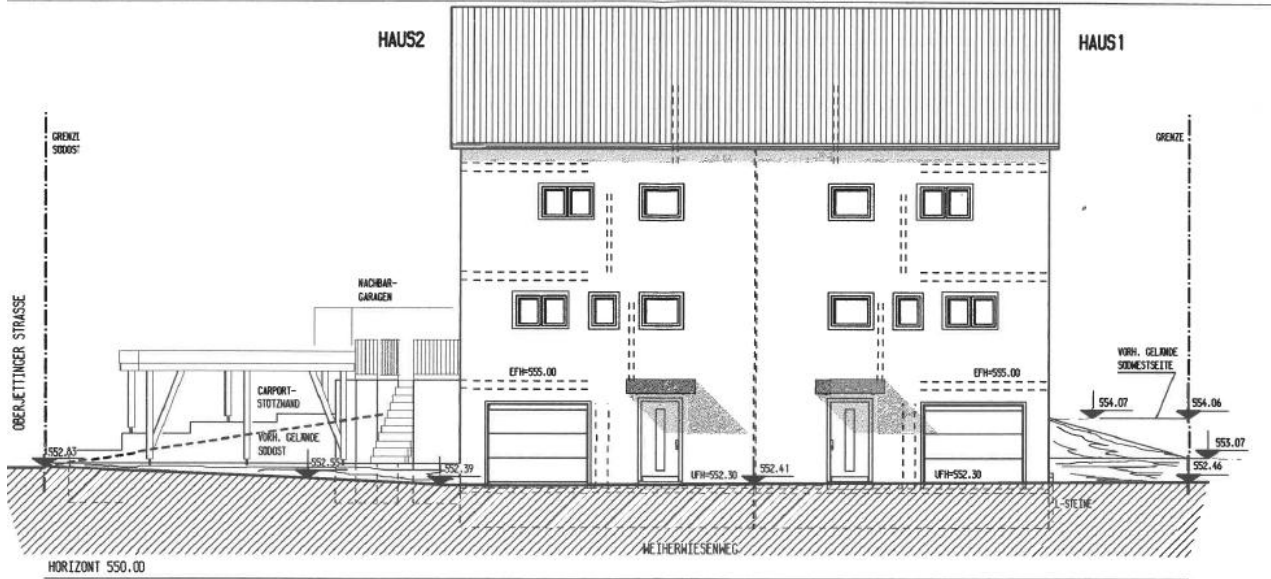 HAUS2
HAUS1
GRENZE
SÜDOST
GRENZE
OBERJETTINGER STRASSE
NACHBAR-
GARAGEN
VORH. GELÄNDE
SÜDWESTSEITE
EFH=555.00
EFH=555.00
CARPORT-
STÜTZWAND
VORH. GELÄNDE
SÜDOST
554.07
554.06
553.07
552.83
552.55
552.39
UFH=552.30
552.41
UFH=552.30
552.46
L-STEINE
WEIHERWIESENWEG
HORIZONT 550.00